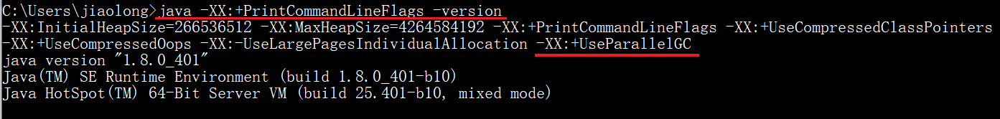 C:\Users\jiaolong>java -XX:+PrintCommandLineFlags -version
-XX:InitialHeapSize=266536512 -XX:MaxHeapSize=4264584192 -XX:+PrintCommandLineFlags -XX:+UseCompressedClassPointers
-XX:+UseCompressedOops -XX:-UseLargePagesIndividualAllocation -XX:+UseParallelGC
java version "1.8.0_401"
Java(TM) SE Runtime Environment (build 1.8.0_401-b10)
Java HotSpot(TM) 64-Bit Server VM (build 25.401-b10, mixed mode)